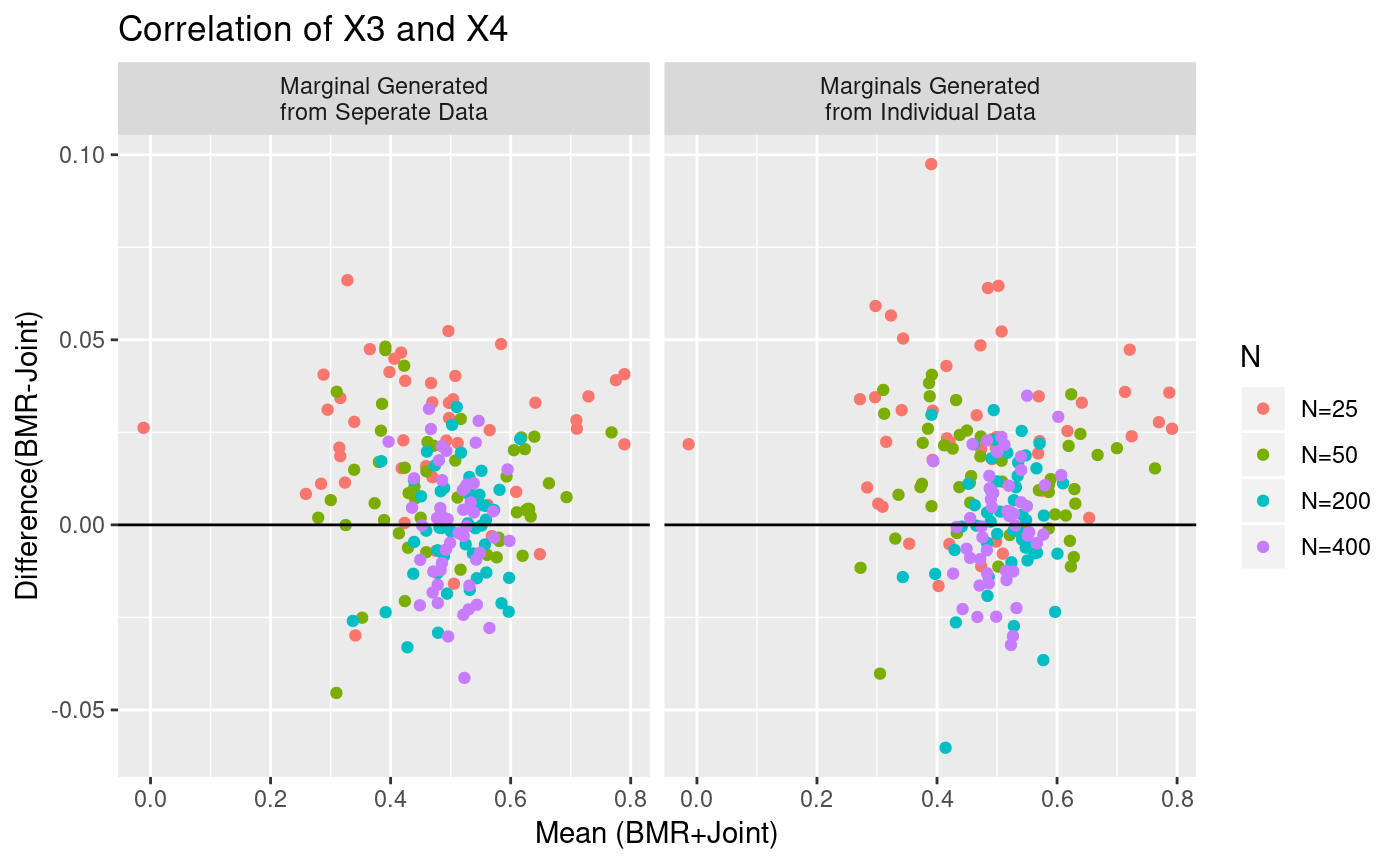 Correlation of X3 and X4
Marginal Generated
from Seperate Data
Marginals Generated
from Individual Data
0.10
0.05
0.00
-0.05
Difference(BMR-Joint)
0.0 0.2 0.4 0.6 0.8
0.0 0.2 0.4 0.6 0.8
Mean (BMR+Joint)
N
N=25
N=50
N=200
N=400